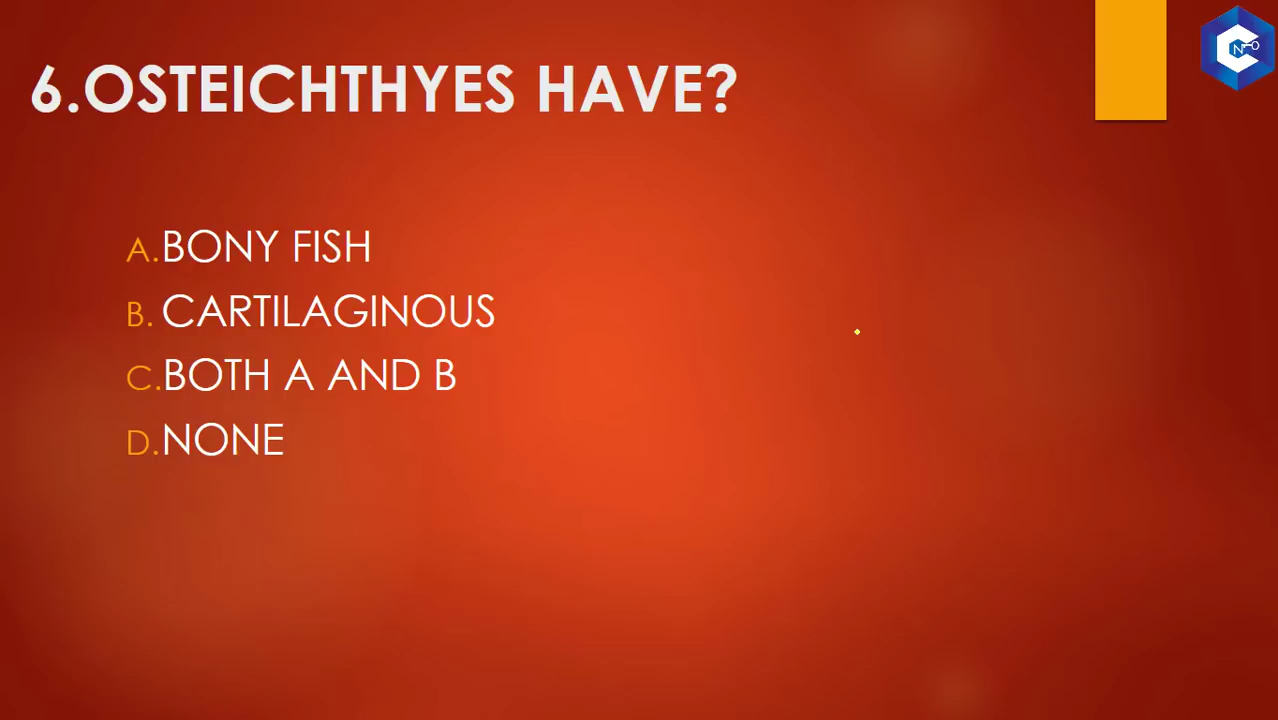 6.OSTEICHTHYES HAVE?
A.BONY FISH
B. CARTILAGINOUS
C.BOTH A AND B
D.NONE
C
N